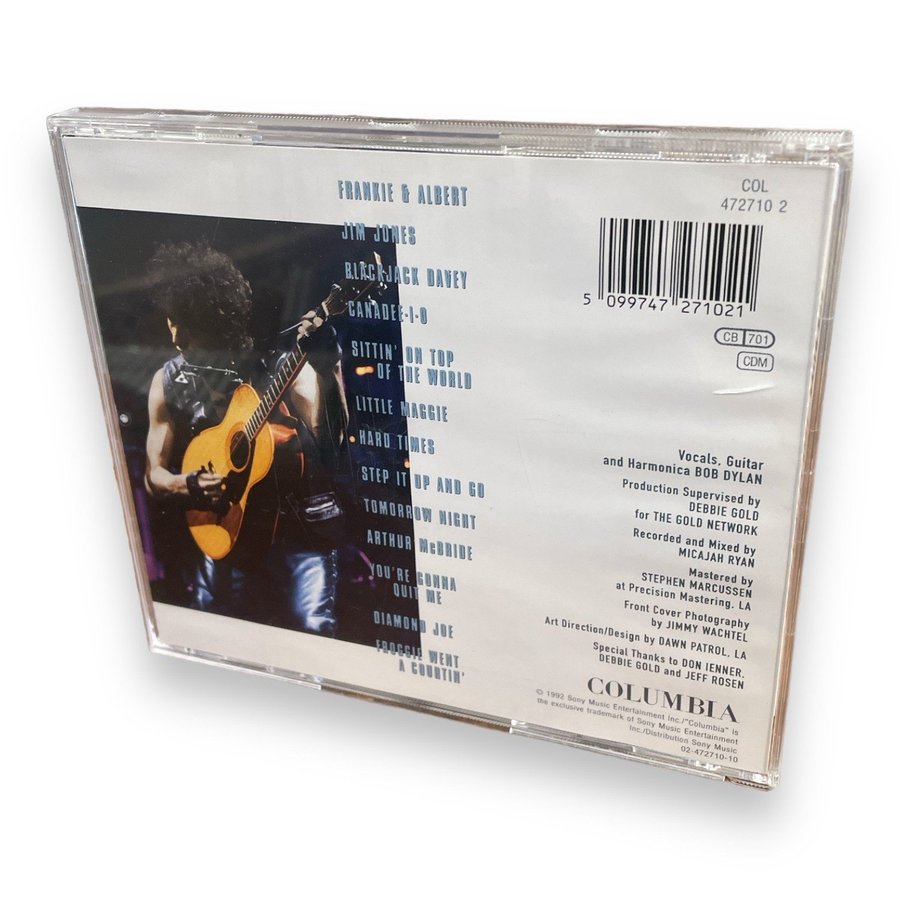 FRANKIE & ALBERT
JIM JONES
BLACKJACK DAVEY
CANADEE-I-O
SITTIN' ON TOP
OF THE WORLD
LITTLE MAGGIE
HARD TIMES
STEP IT UP AND GO
TOMORROW NIGHT
ARTHUR McBRIDE
YOU'RE GONNA
QUIT ME
DIAMOND JOE
FROGGIE WENT
A COURTIN'
COL
472710 2
5 099747 271021
CB 701
CDM
Vocals, Guitar
and Harmonica BOB DYLAN
Production Supervised by
DEBBIE GOLD
for THE GOLD NETWORK
Recorded and Mixed by
MICAJAH RYAN
Mastered by
STEPHEN MARCUSSEN
at Precision Mastering, LA
Front Cover Photography
by JIMMY WACHTEL
Art Direction/Design by DAWN PATROL, LA
Special Thanks to DON IENNER,
DEBBIE GOLD and JEFF ROSEN
COLUMBIA
© 1992 Sony Music Entertainment Inc./"Columbia" is
the exclusive trademark of Sony Music Entertainment
Inc./Distribution Sony Music
02-472710-10